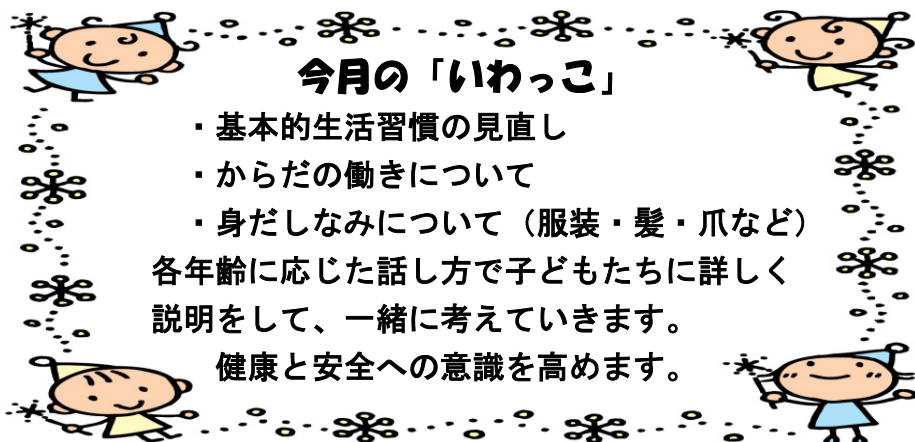 今月の「いわっこ」
・基本的生活習慣の見直し
・からだの働きについて
・身だしなみについて（服装・髪・爪など）
各年齢に応じた話し方で子どもたちに詳しく
説明をして、一緒に考えていきます。
健康と安全への意識を高めます。